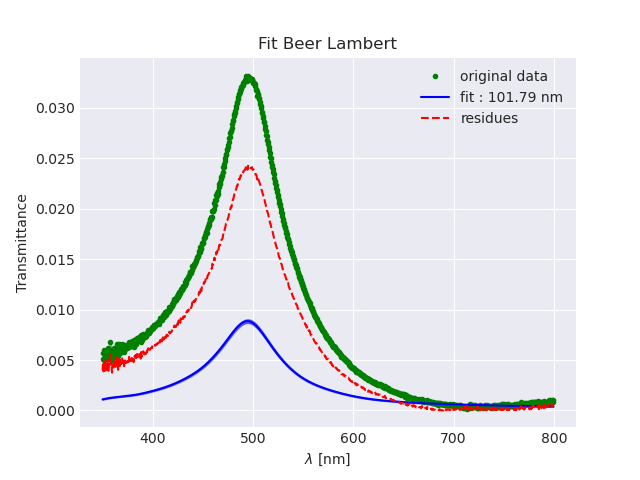 Fit Beer Lambert
original data
fit : 101.79 nm
residues
Transmittance
0.030
0.025
0.020
0.015
0.010
0.005
0.000
400 500 600 700 800
λ [nm]